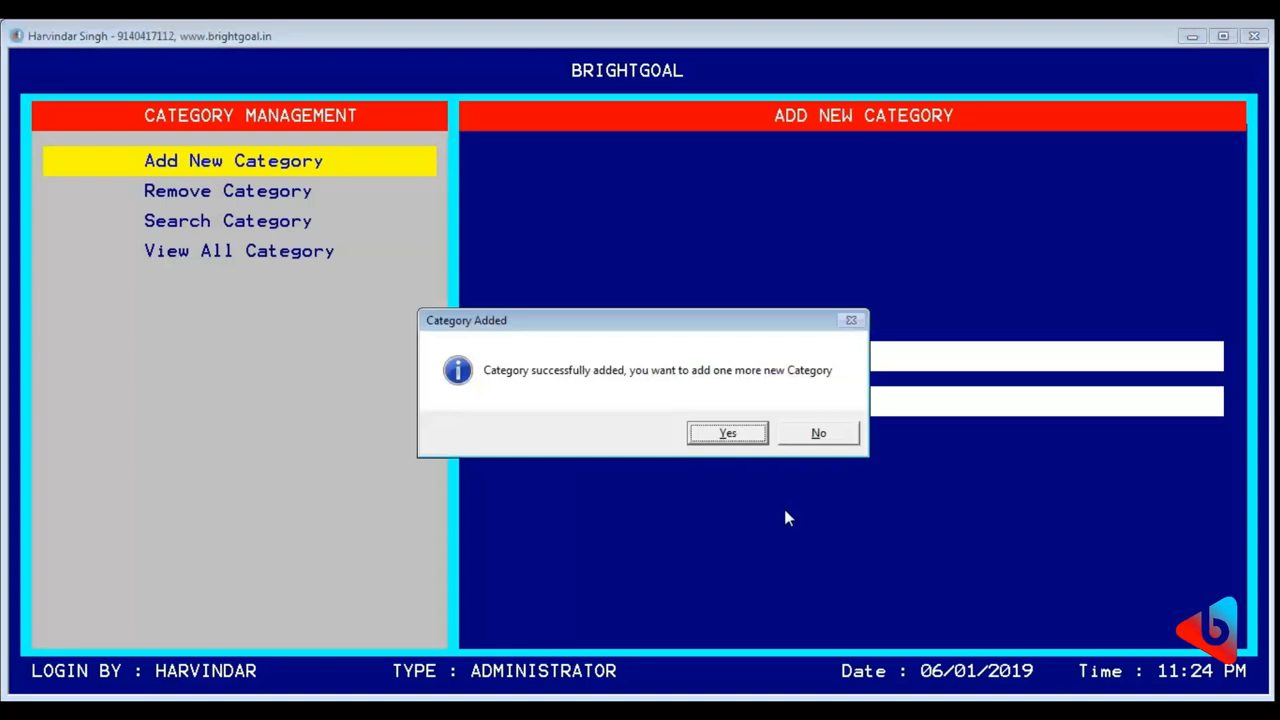 Harvindar Singh - 9140417112, www.brightgoal.in
BRIGHTGOAL
CATEGORY MANAGEMENT
ADD NEW CATEGORY
Add New Category
Remove Category
Search Category
View All Category
Category Added
Category successfully added, you want to add one more new Category
Yes
No
b
LOGIN BY : HARVINDAR
TYPE : ADMINISTRATOR
Date : 06/01/2019
Time : 11:24 PM